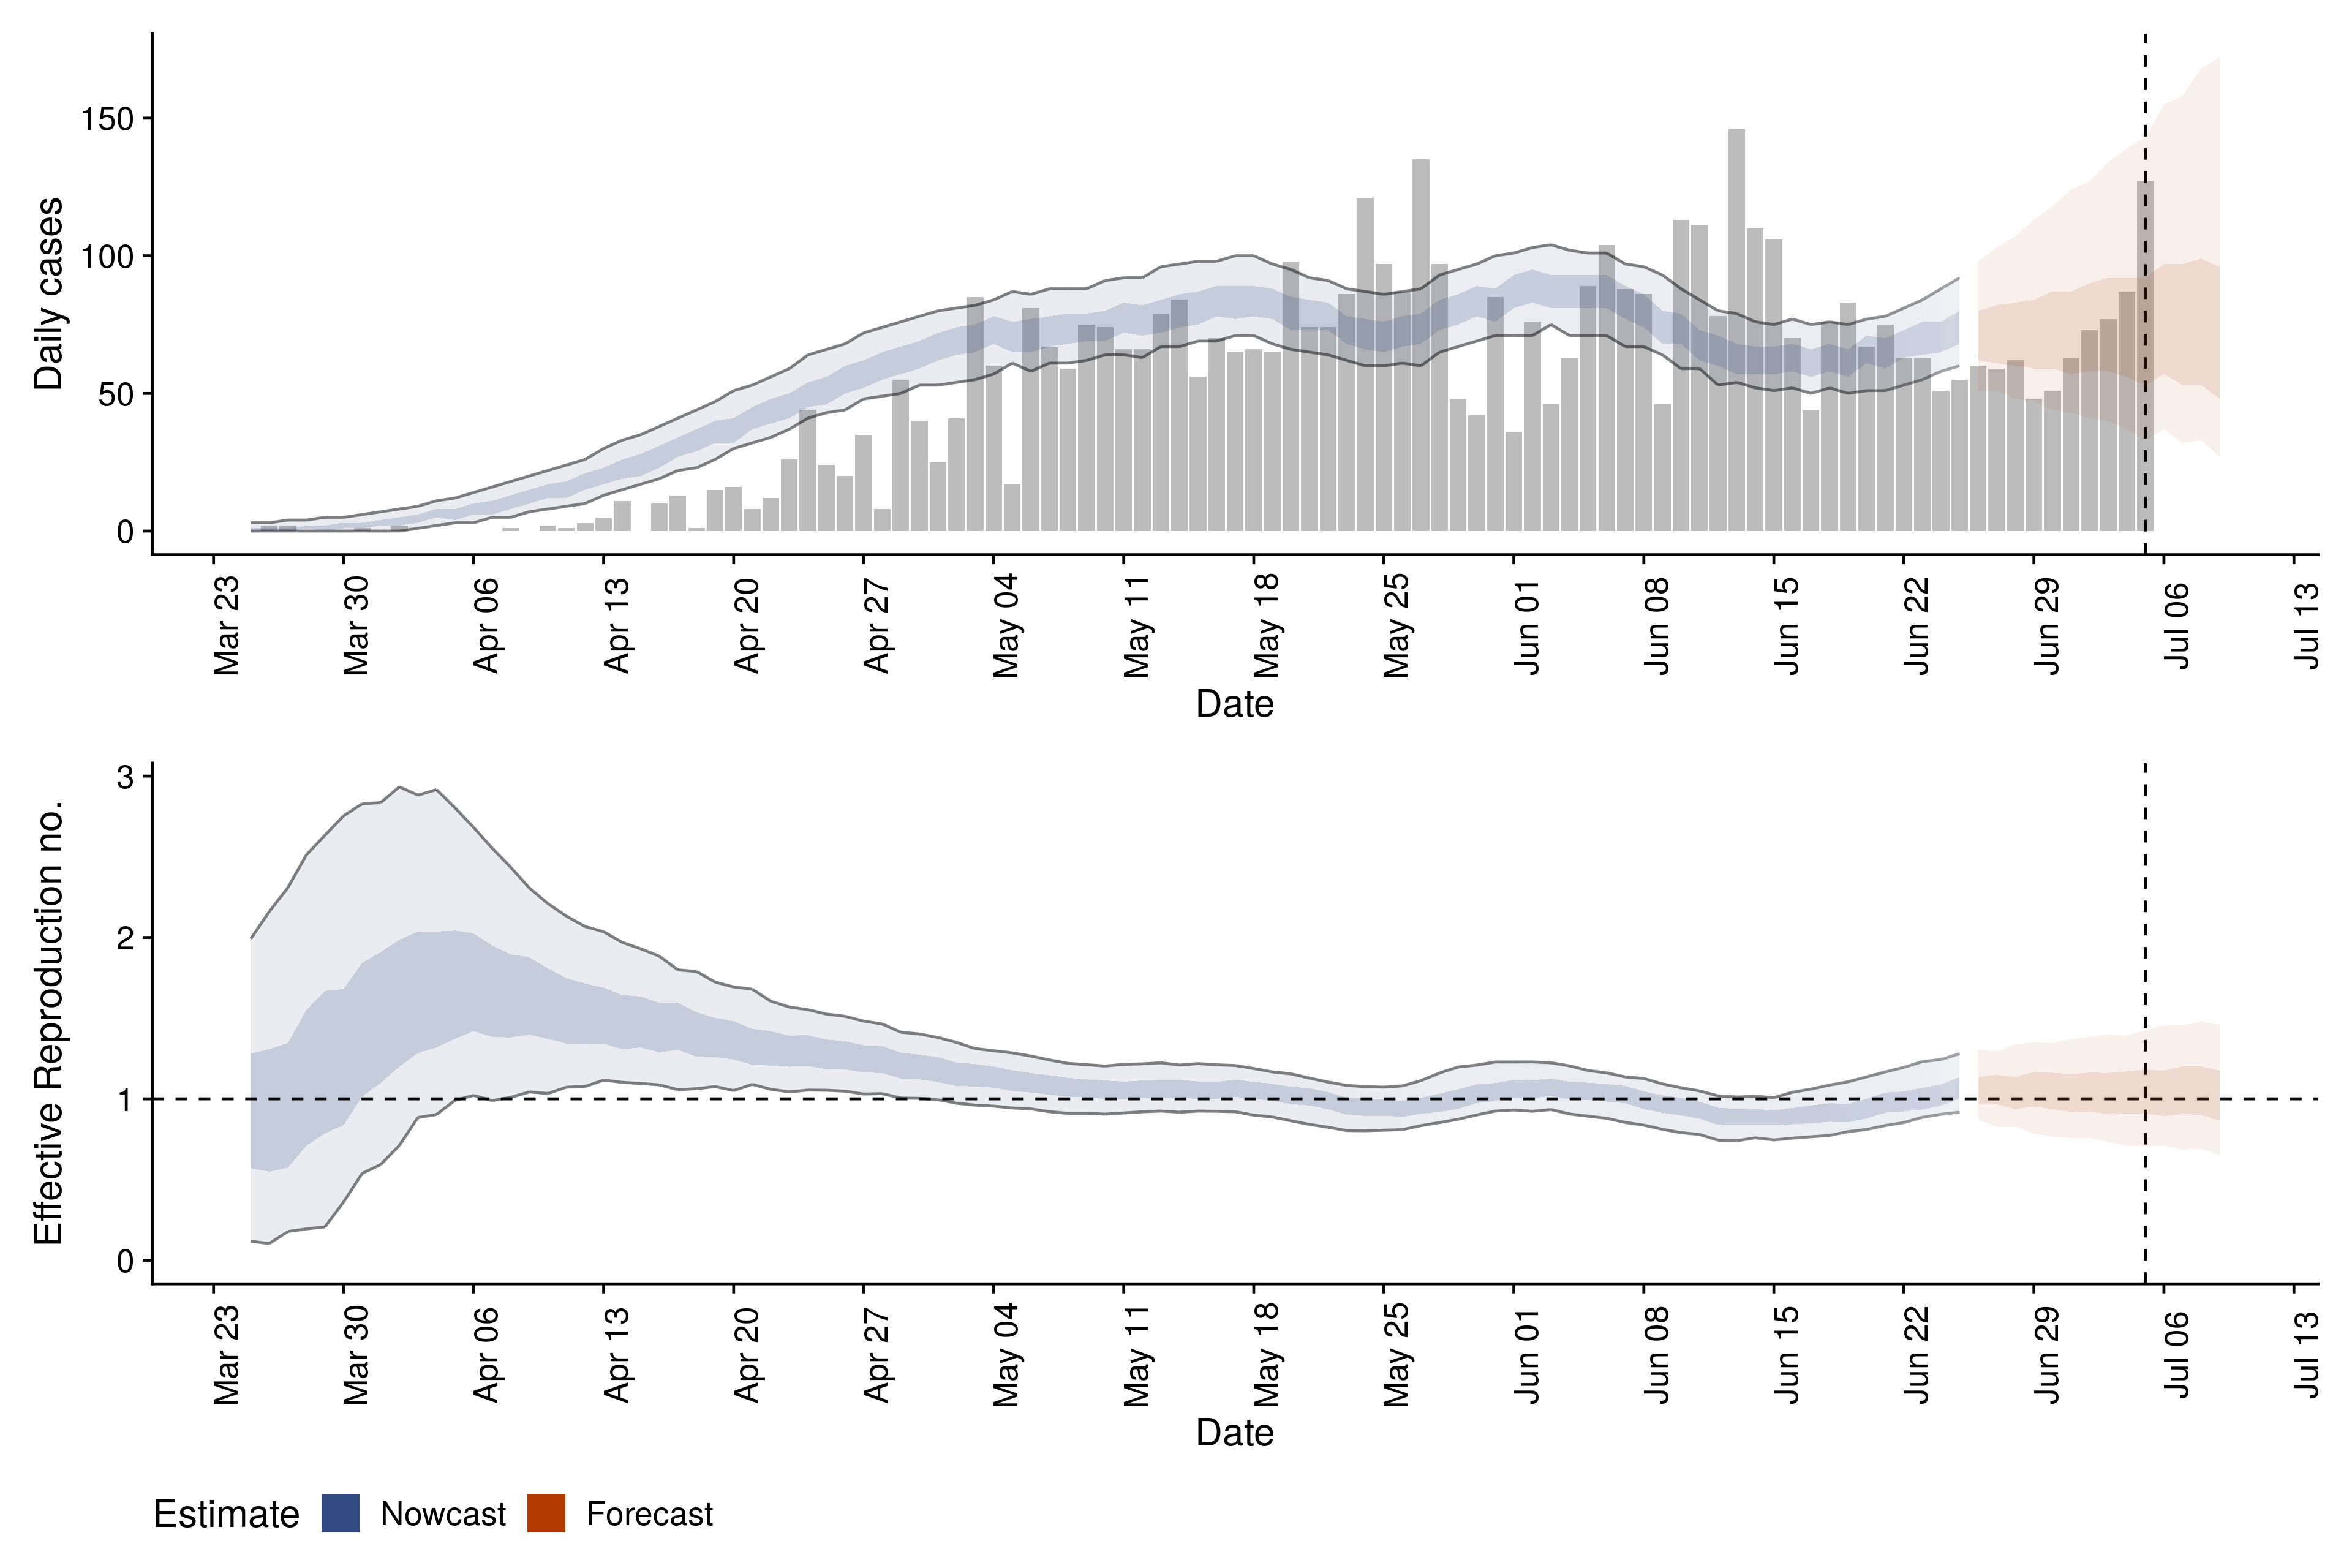 Daily cases
150
100
50
0
Mar 23
Mar 30
Apr 06
Apr 13
Apr 20
Apr 27
May 04
May 11
May 18
May 25
Jun 01
Jun 08
Jun 15
Jun 22
Jun 29
Jul 06
Jul 13
Date
Effective Reproduction no.
3
2
1
0
Mar 23
Mar 30
Apr 06
Apr 13
Apr 20
Apr 27
May 04
May 11
May 18
May 25
Jun 01
Jun 08
Jun 15
Jun 22
Jun 29
Jul 06
Jul 13
Date
Estimate Nowcast Forecast